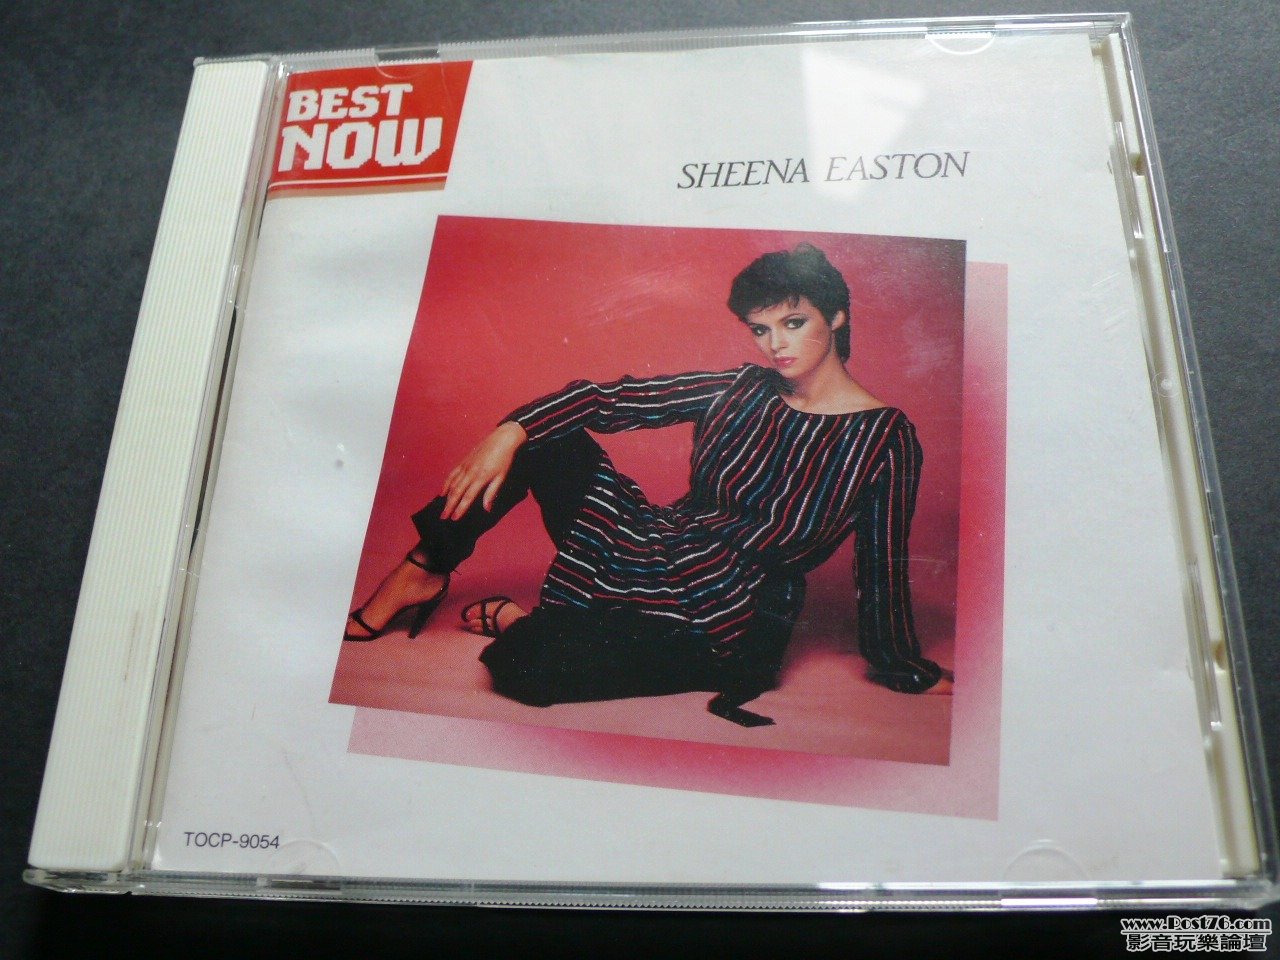 BEST
NOW
SHEENA EASTON
TOCP-9054
www.Post76.com
影音玩樂論壇